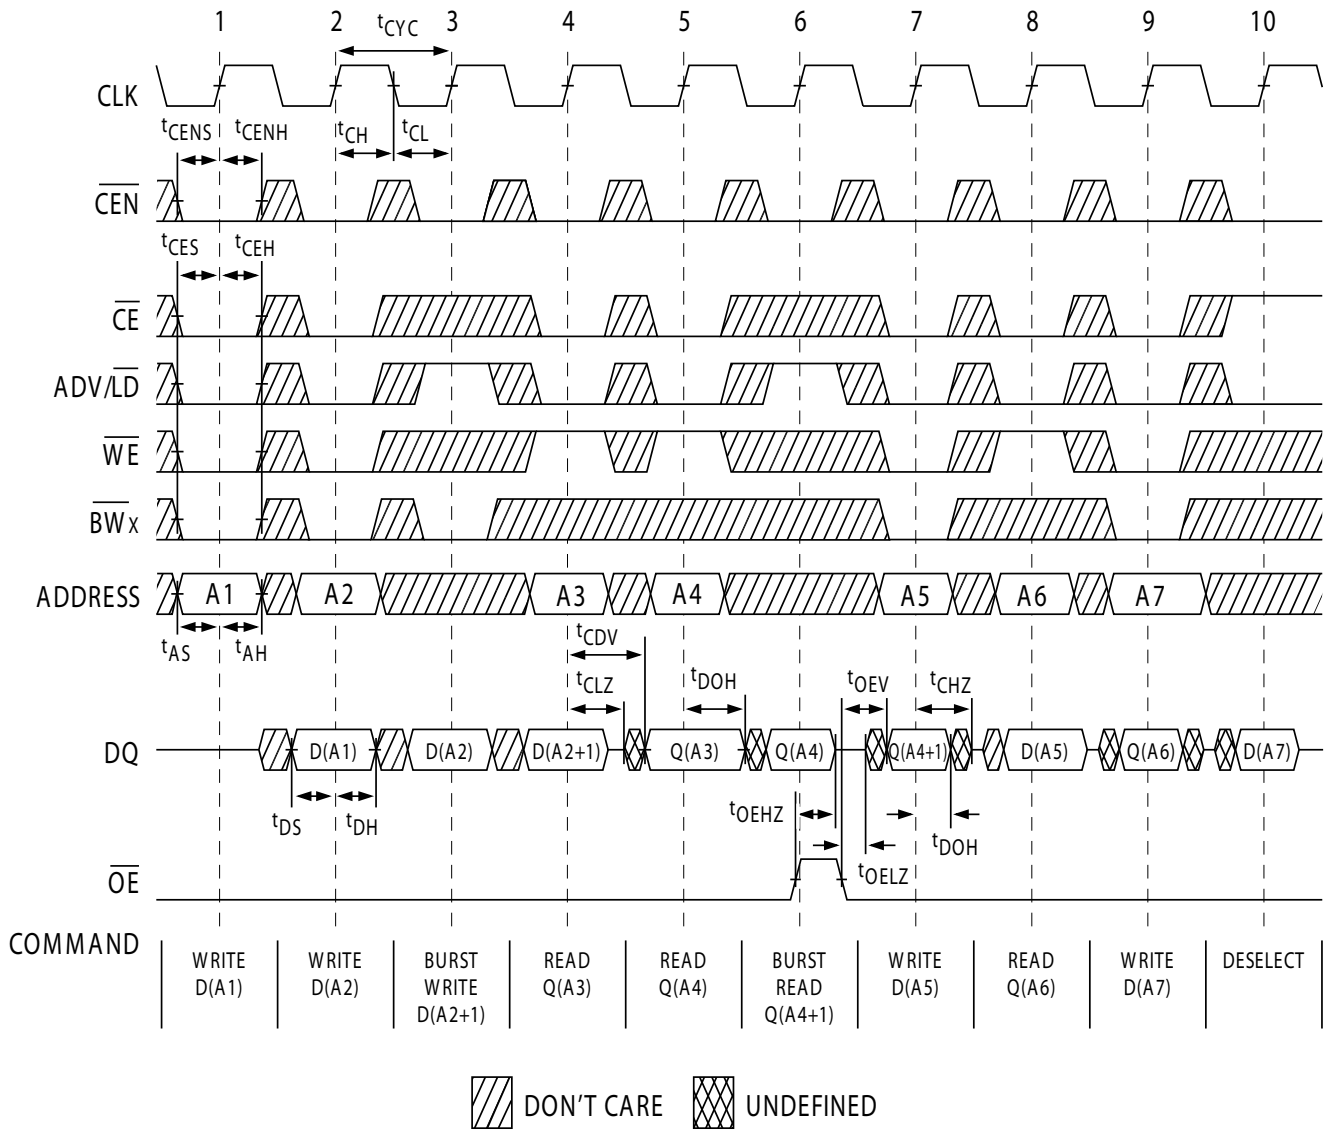 1 2 3 4 5 6 7 8 9 10
tCYC
CLK
tCENS tCENH tCH tCL
CEN
tCES tCEH
CE
ADV/LD
WE
BWx
ADDRESS A1 A2 A3 A4 A5 A6 A7
tAS tAH tCDV
tCLZ tDOH tOEV tCHZ
DQ D(A1) D(A2) D(A2+1) Q(A3) Q(A4) Q(A4+1) D(A5) Q(A6) D(A7)
tDS tDH tOEHZ tDOH
tOELZ
OE
COMMAND
WRITE WRITE BURST READ READ BURST WRITE READ WRITE DESELECT
D(A1) D(A2) WRITE Q(A3) Q(A4) READ D(A5) Q(A6) D(A7)
D(A2+1) Q(A4+1)
DON'T CARE UNDEFINED